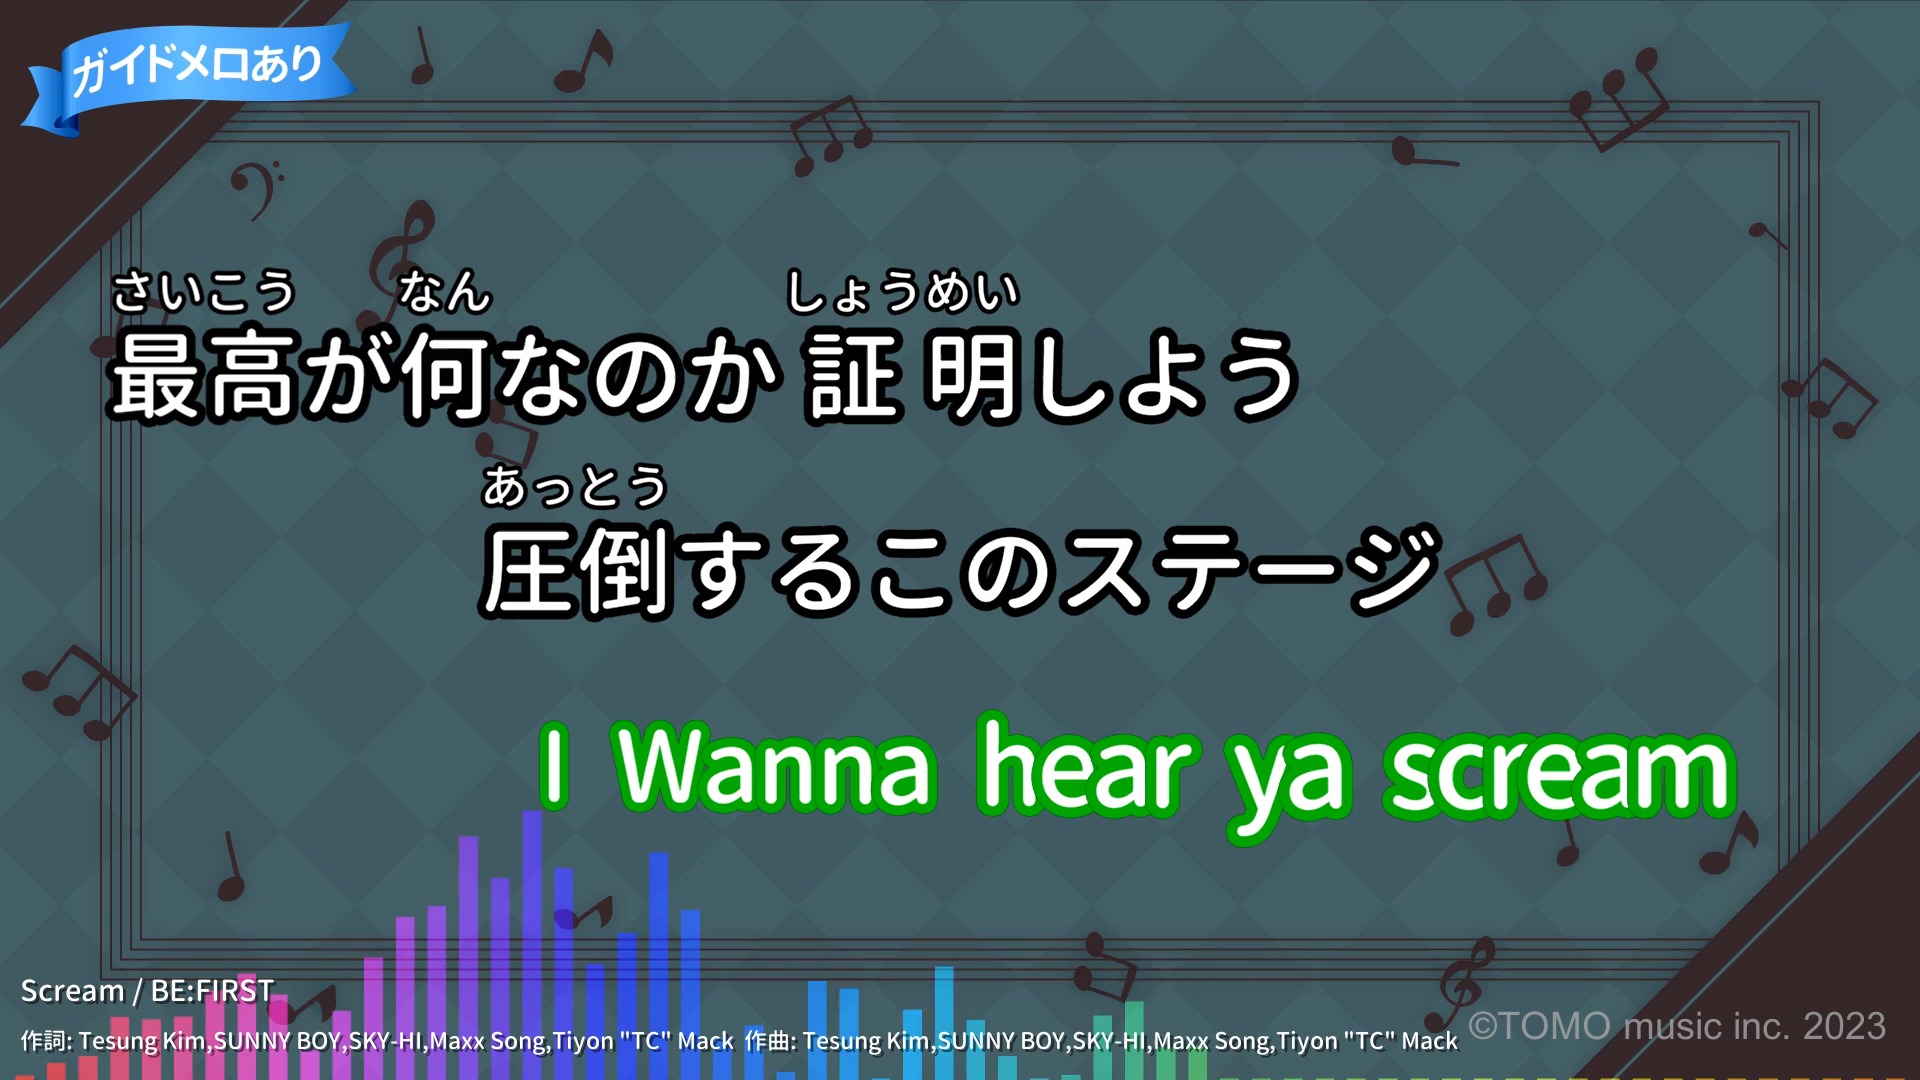 ガイドメロあり
さいこう なん しょうめい
最高が何なのか 証明しよう
あっとう
圧倒するこのステージ
I Wanna hear ya scream
Scream / BE:FIRST
作詞: Tesung Kim,SUNNY BOY,SKY-HI,Maxx Song,Tiyon "TC" Mack 作曲: Tesung Kim,SUNNY BOY,SKY-HI,Maxx Song,Tiyon "TC" Mack
©TOMO music inc. 2023